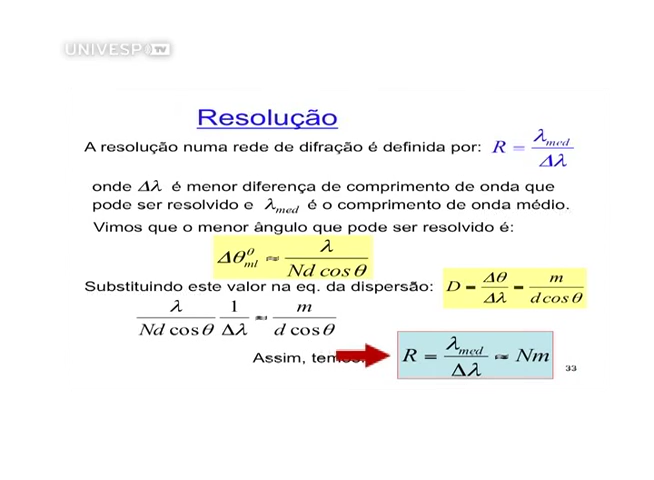 UNIVESP TV
Resolução
A resolução numa rede de difração é definida por: R = λmed / Δλ
onde Δλ é menor diferença de comprimento de onda que
pode ser resolvido e λmed é o comprimento de onda médio.
Vimos que o menor ângulo que pode ser resolvido é:
Δθ^θ_ml ≈ λ / Nd cos θ
Substituindo este valor na eq. da dispersão: D = Δθ / Δλ = m / d cos θ
λ / Nd cos θ 1 / Δλ ≈ m / d cos θ
Assim, temos: R = λmed / Δλ ≈ Nm
33